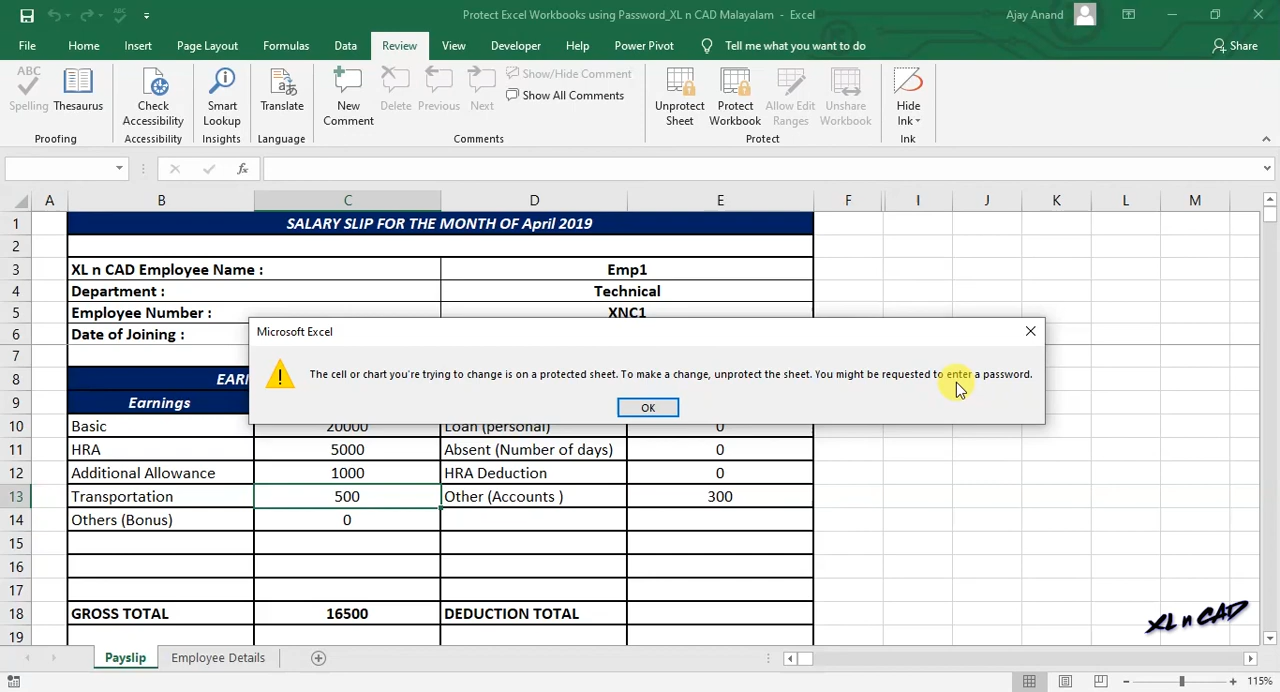 Protect Excel Workbooks using Password_XL n CAD Malayalam - Excel
Ajay Anand
File Home Insert Page Layout Formulas Data Review View Developer Help Power Pivot Tell me what you want to do Share
ABC
Spelling
Thesaurus
Proofing
Check Accessibility
Accessibility
Smart Lookup
Insights
Translate
Language
New Comment
Delete
Previous
Next
Show/Hide Comment
Show All Comments
Comments
Unprotect Sheet
Protect Workbook
Allow Edit Ranges
Unshare Workbook
Protect
Hide Ink
Ink
fx
A B C D E F I J K L M
1 SALARY SLIP FOR THE MONTH OF April 2019
2
3 XL n CAD Employee Name : Emp1
4 Department : Technical
5 Employee Number : XNC1
6 Date of Joining :
7
Microsoft Excel
The cell or chart you're trying to change is on a protected sheet. To make a change, unprotect the sheet. You might be requested to enter a password.
OK
8 EARI
9 Earnings
10 Basic 20000 Loan (personal) 0
11 HRA 5000 Absent (Number of days) 0
12 Additional Allowance 1000 HRA Deduction 0
13 Transportation 500 Other (Accounts ) 300
14 Others (Bonus) 0
15
16
17
18 GROSS TOTAL 16500 DEDUCTION TOTAL
19
XL n CAD
Payslip Employee Details
115%